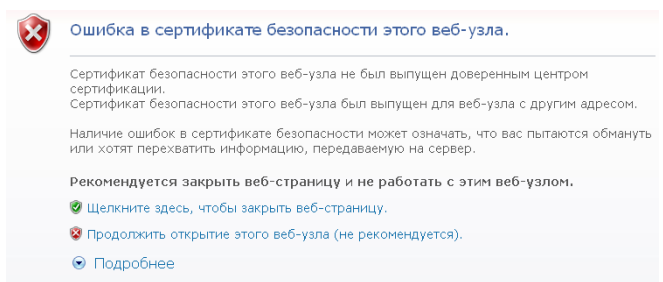 Ошибка в сертификате безопасности этого веб-узла.
Сертификат безопасности этого веб-узла не был выпущен доверенным центром
сертификации.
Сертификат безопасности этого веб-узла был выпущен для веб-узла с другим адресом.
Наличие ошибок в сертификате безопасности может означать, что вас пытаются обмануть
или хотят перехватить информацию, передаваемую на сервер.
Рекомендуется закрыть веб-страницу и не работать с этим веб-узлом.
Щелкните здесь, чтобы закрыть веб-страницу.
Продолжить открытие этого веб-узла (не рекомендуется).
Подробнее